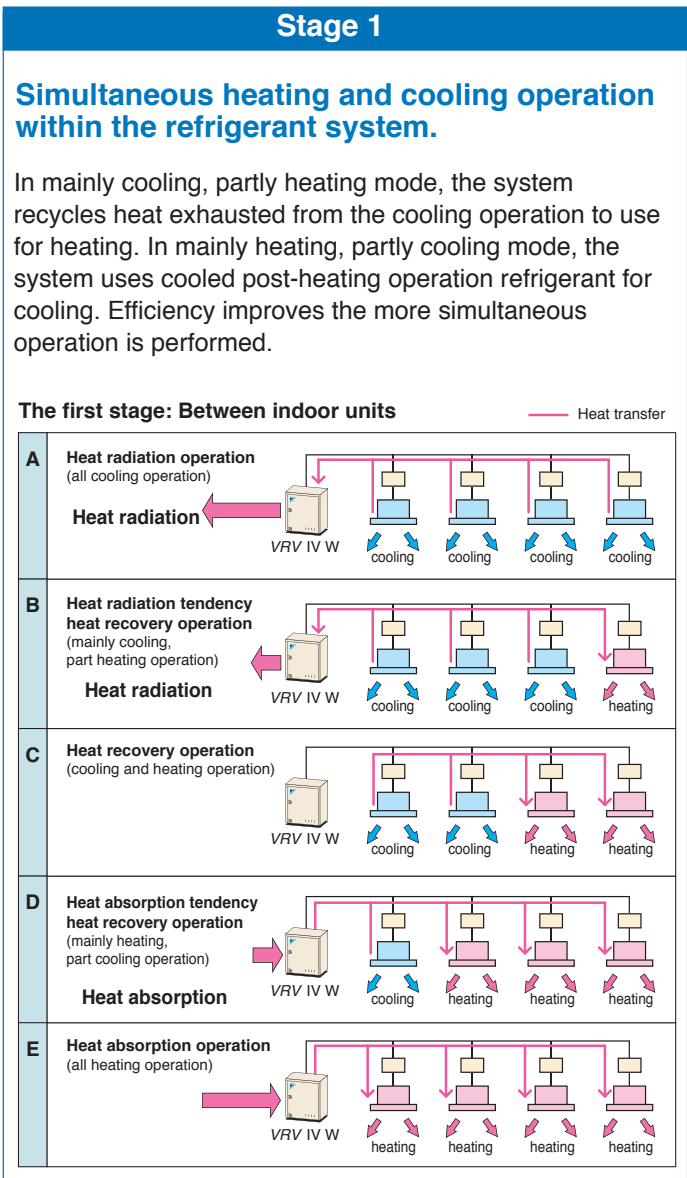 Stage 1
Simultaneous heating and cooling operation
within the refrigerant system.
In mainly cooling, partly heating mode, the system
recycles heat exhausted from the cooling operation to use
for heating. In mainly heating, partly cooling mode, the
system uses cooled post-heating operation refrigerant for
cooling. Efficiency improves the more simultaneous
operation is performed.
The first stage: Between indoor units
Heat transfer
A
Heat radiation operation
(all cooling operation)
Heat radiation
VRV IV W
cooling cooling cooling cooling
B
Heat radiation tendency
heat recovery operation
(mainly cooling,
part heating operation)
Heat radiation
VRV IV W
cooling cooling cooling heating
C
Heat recovery operation
(cooling and heating operation)
VRV IV W
cooling cooling heating heating
D
Heat absorption tendency
heat recovery operation
(mainly heating,
part cooling operation)
Heat absorption
VRV IV W
cooling heating heating heating
E
Heat absorption operation
(all heating operation)
VRV IV W
heating heating heating heating